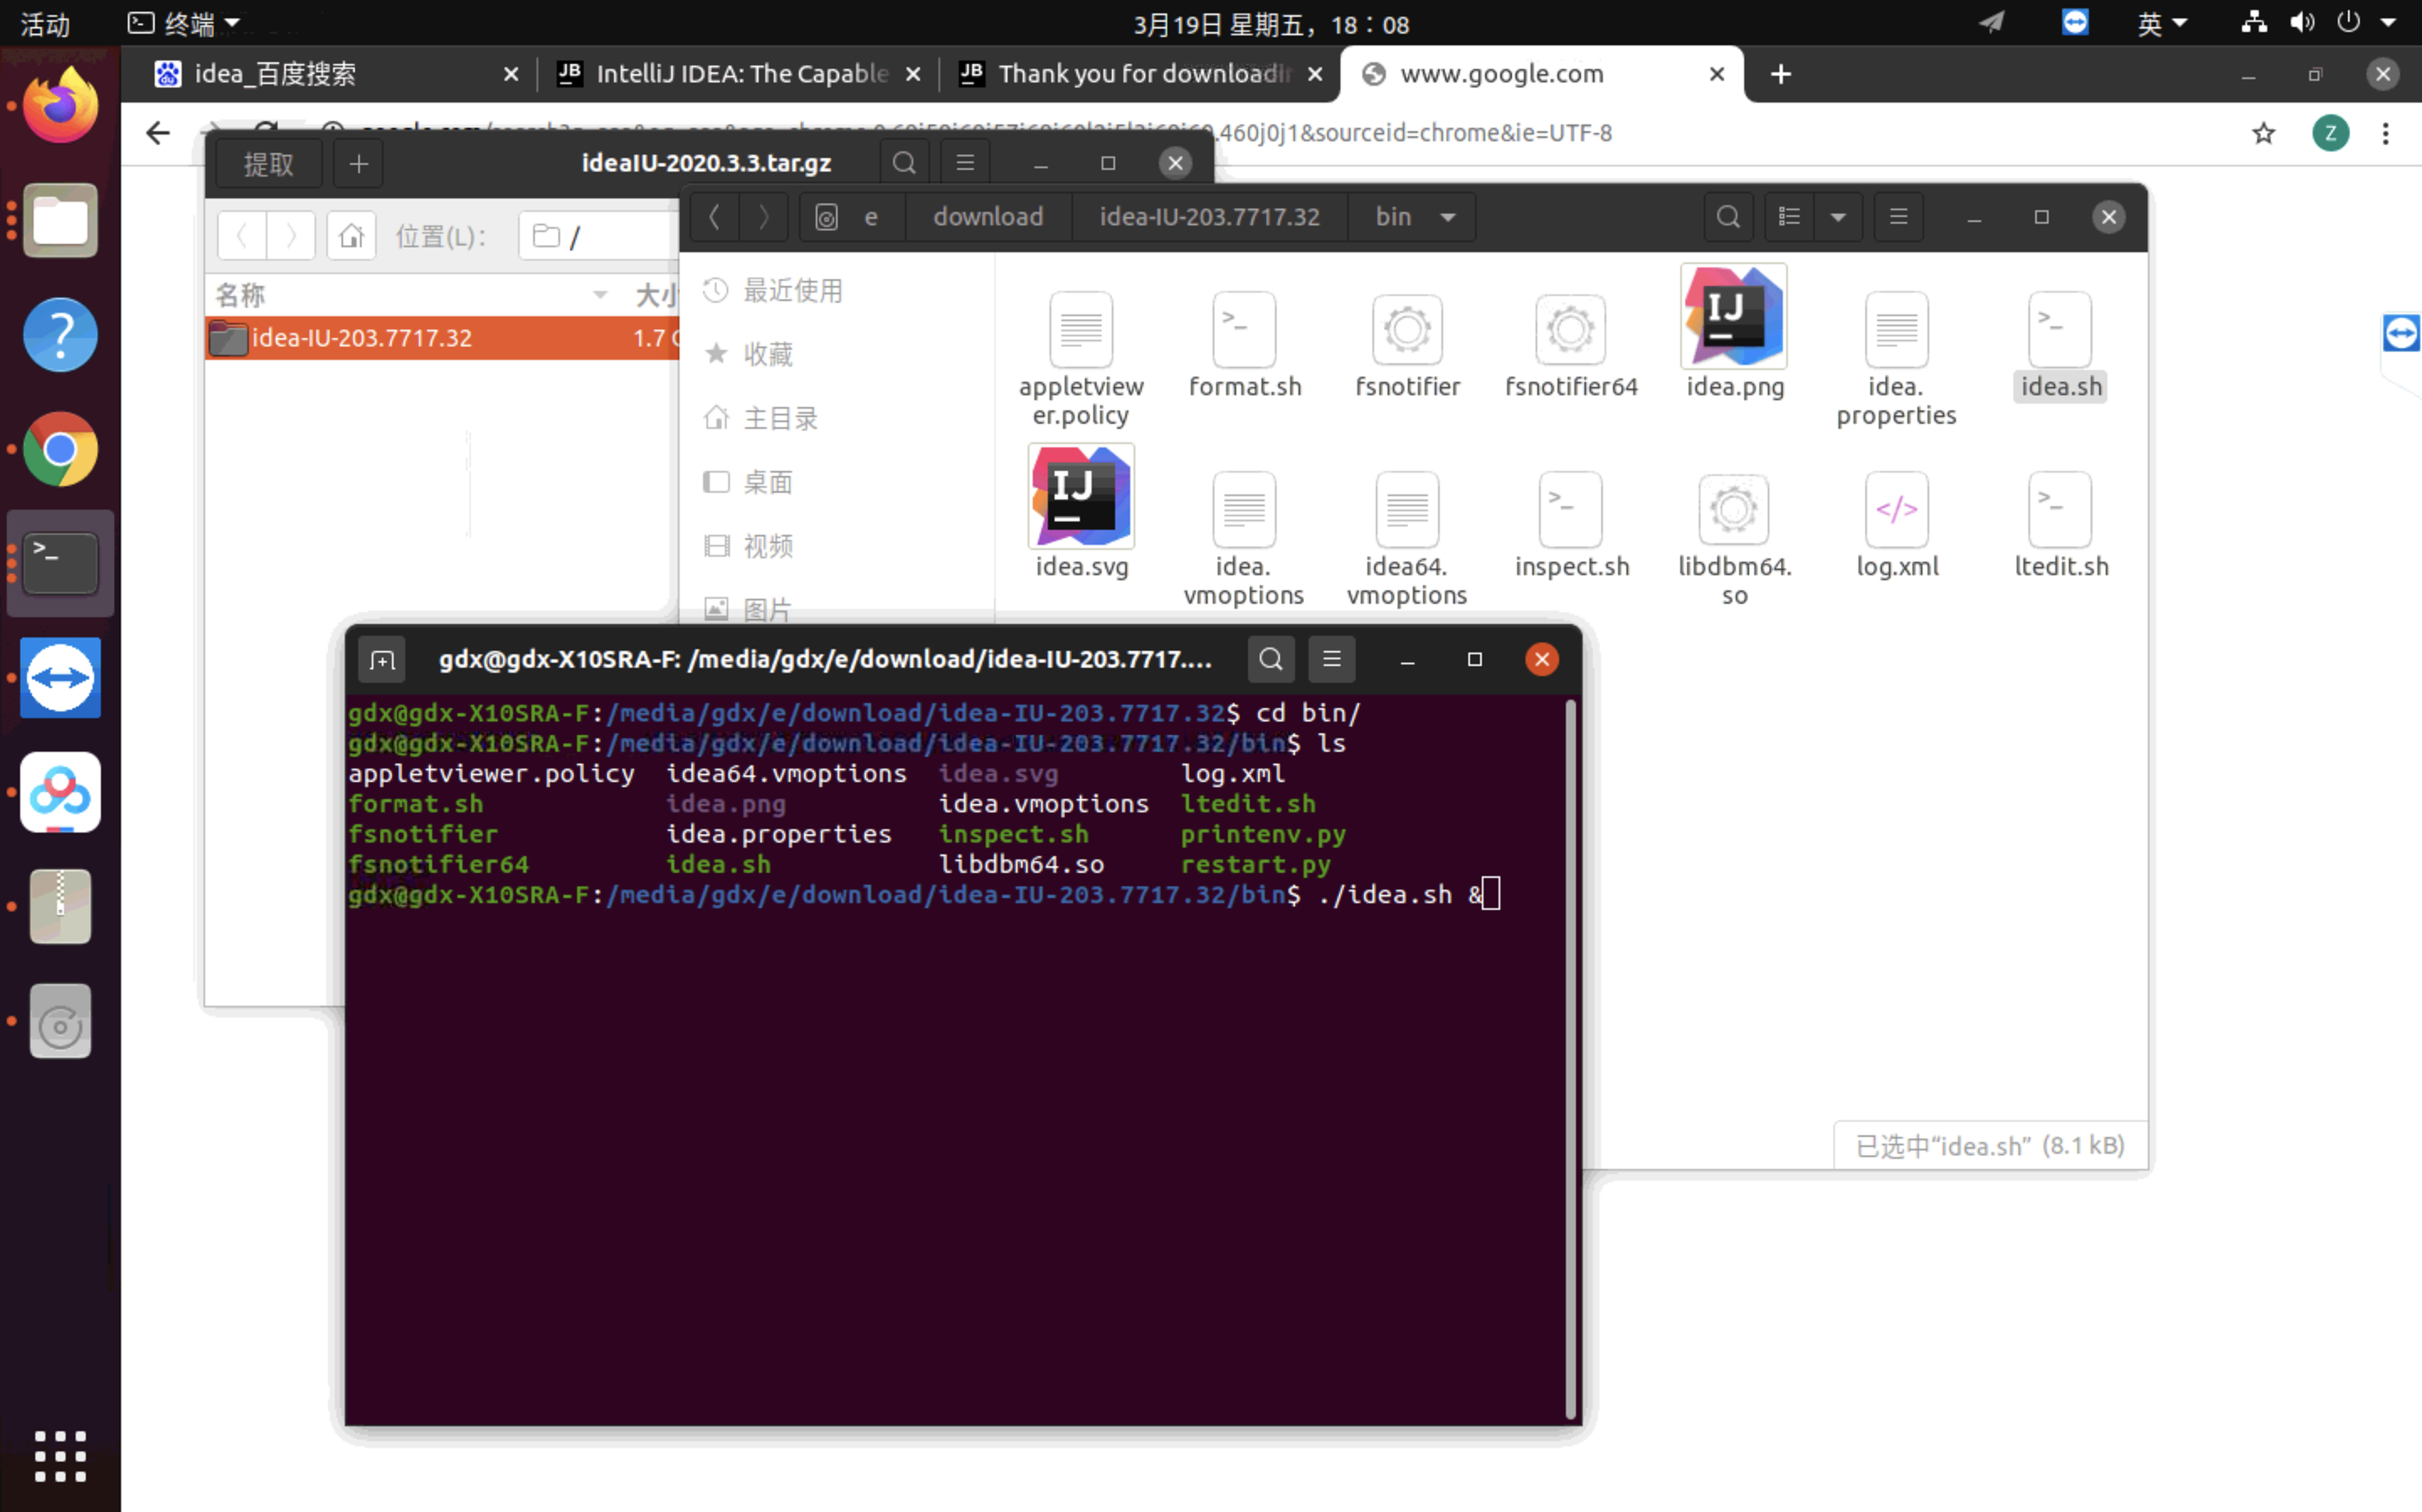 活动
终端
3月19日 星期五，18：08
英
idea_百度搜索
IntelliJ IDEA: The Capable
Thank you for downloadin
www.google.com
.460j0j1&sourceid=chrome&ie=UTF-8
Z
提取
ideaIU-2020.3.3.tar.gz
位置(L)：
/
名称
大小
idea-IU-203.7717.32
1.7
e
download
idea-IU-203.7717.32
bin
最近使用
收藏
主目录
桌面
视频
图片
appletview
er.policy
format.sh
fsnotifier
fsnotifier64
idea.png
idea.
properties
idea.sh
idea.svg
idea.
vmoptions
idea64.
vmoptions
inspect.sh
libdbm64.
so
log.xml
ltedit.sh
已选中“idea.sh” (8.1 kB)
gdx@gdx-X10SRA-F: /media/gdx/e/download/idea-IU-203.7717....
gdx@gdx-X10SRA-F:/media/gdx/e/download/idea-IU-203.7717.32$ cd bin/
gdx@gdx-X10SRA-F:/media/gdx/e/download/idea-IU-203.7717.32/bin$ ls
appletviewer.policy idea64.vmoptions idea.svg log.xml
format.sh idea.png idea.vmoptions ltedit.sh
fsnotifier idea.properties inspect.sh printenv.py
fsnotifier64 idea.sh libdbm64.so restart.py
gdx@gdx-X10SRA-F:/media/gdx/e/download/idea-IU-203.7717.32/bin$ ./idea.sh &